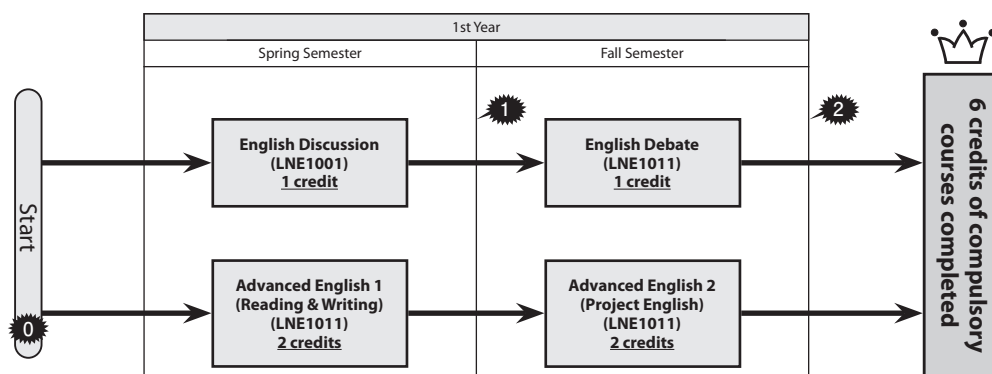 1st Year
Spring Semester
Fall Semester
Start
0
1
2
English Discussion
(LNE1001)
1 credit
English Debate
(LNE1011)
1 credit
Advanced English 1
(Reading & Writing)
(LNE1011)
2 credits
Advanced English 2
(Project English)
(LNE1011)
2 credits
6 credits of compulsory
courses completed